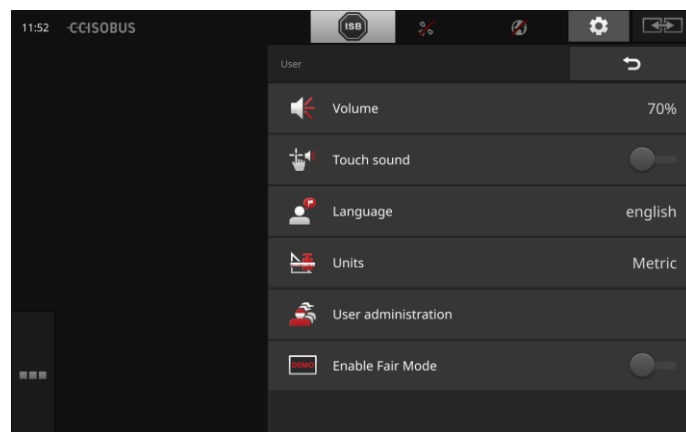 11:52 CCISOBUS ISB
User
Volume 70%
Touch sound
Language english
Units Metric
User administration
DEMO Enable Fair Mode